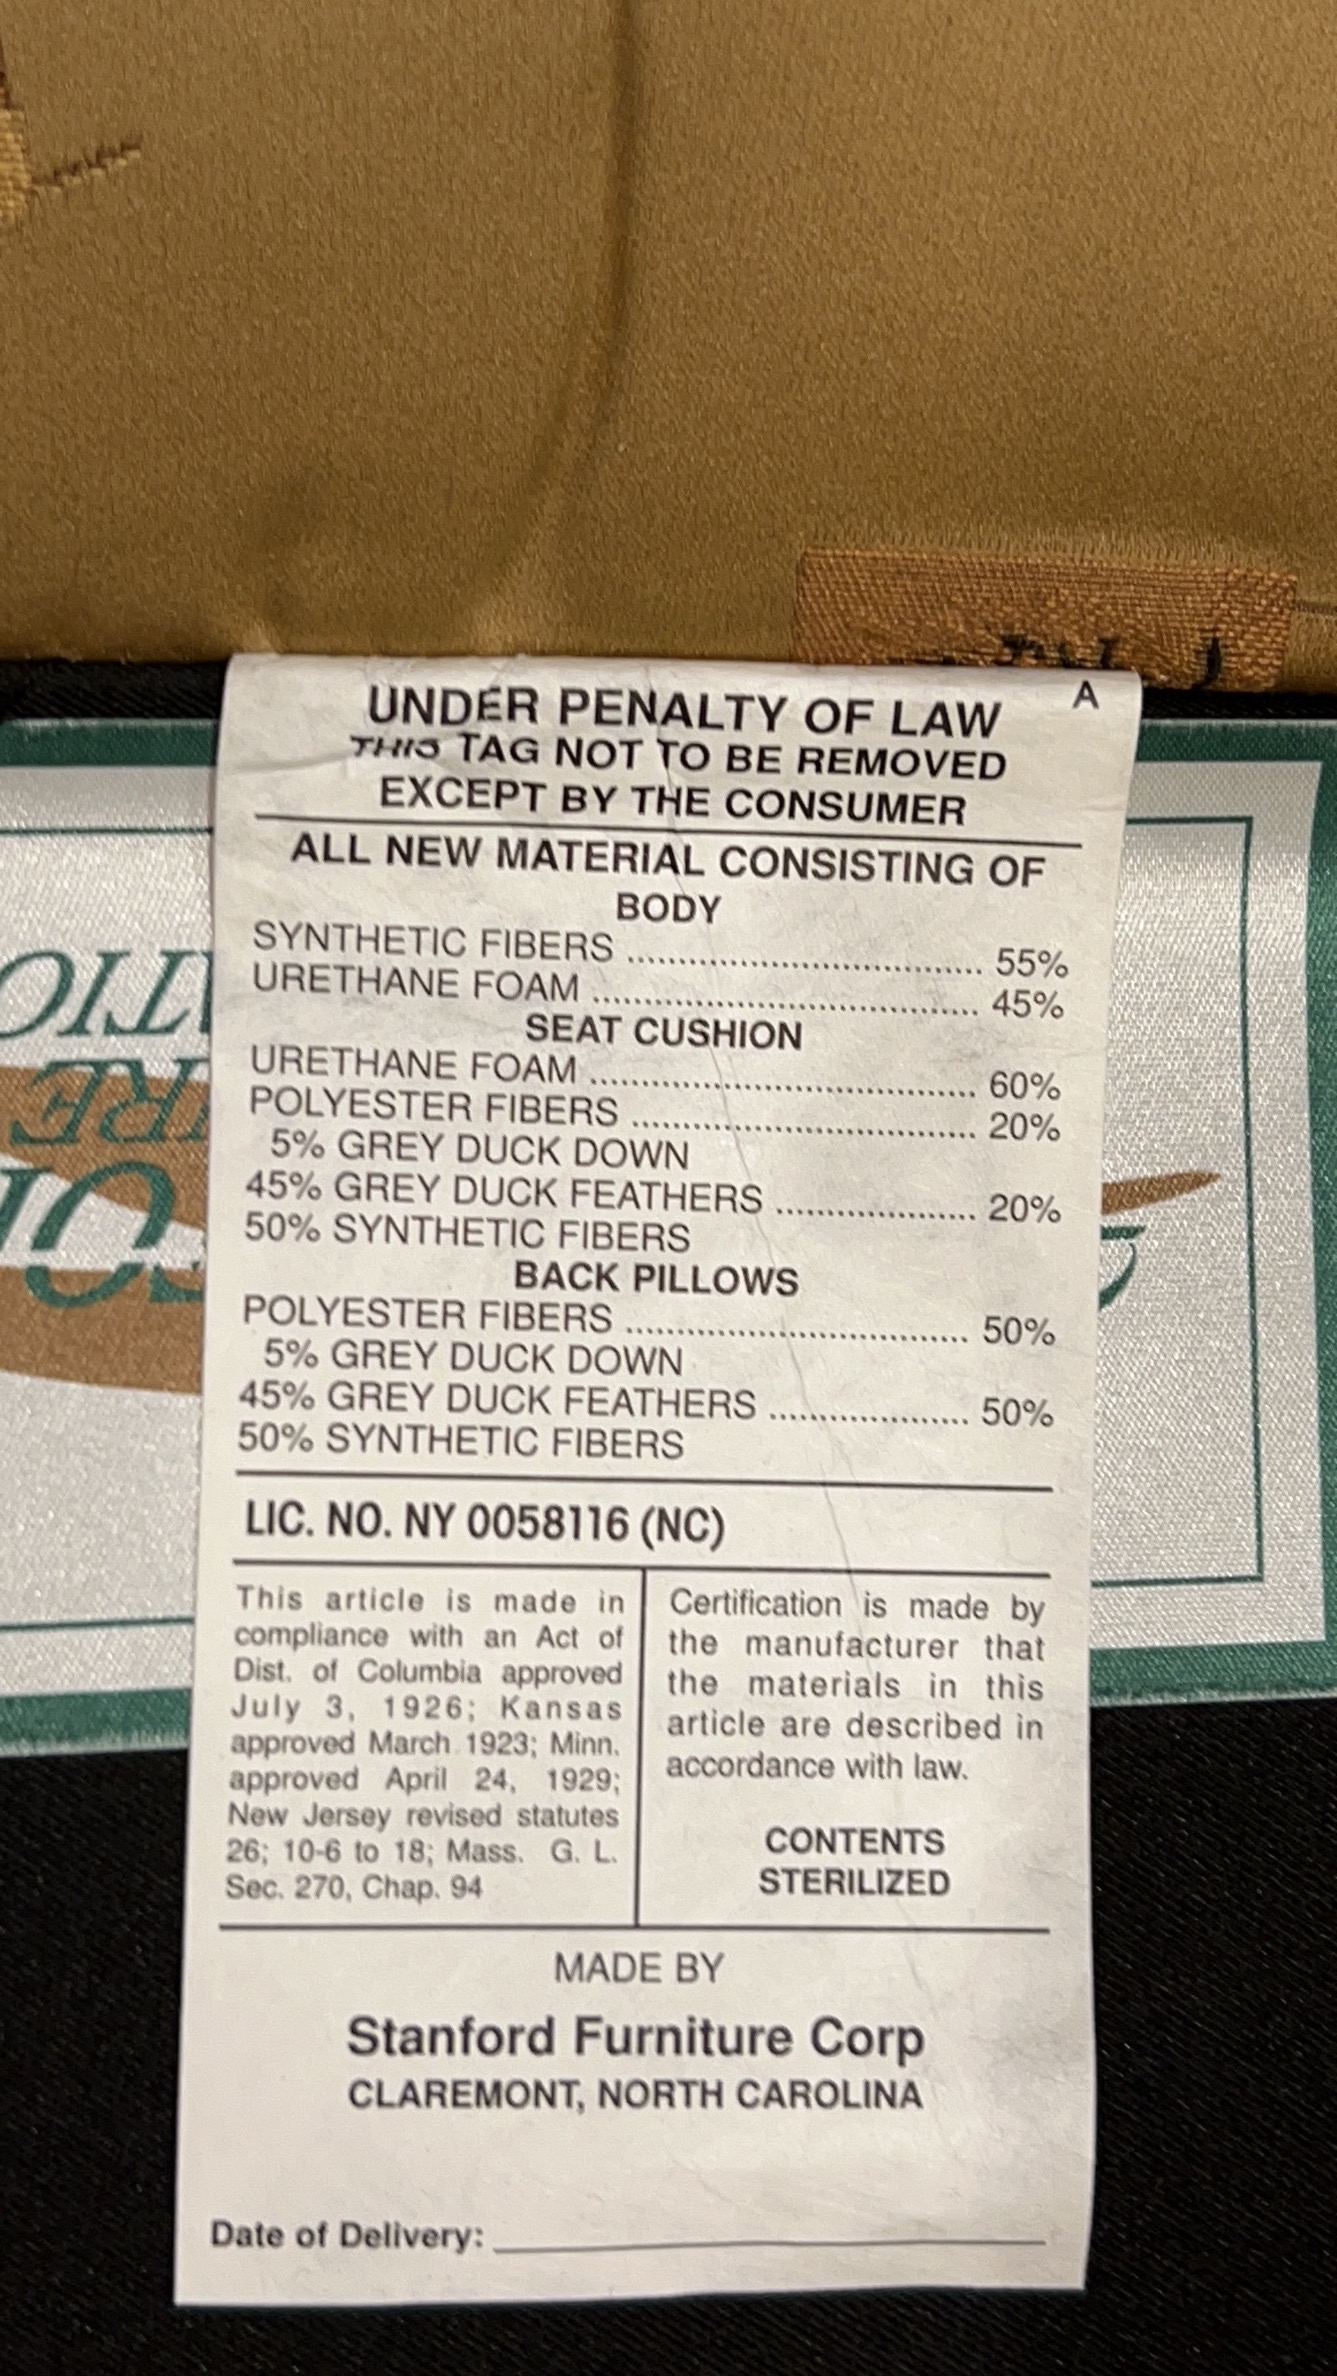 A
UNDER PENALTY OF LAW
THIS TAG NOT TO BE REMOVED
EXCEPT BY THE CONSUMER
ALL NEW MATERIAL CONSISTING OF
BODY
SYNTHETIC FIBERS .................................. 55%
URETHANE FOAM ..................................... 45%
SEAT CUSHION
URETHANE FOAM ..................................... 60%
POLYESTER FIBERS ................................. 20%
5% GREY DUCK DOWN
45% GREY DUCK FEATHERS .................... 20%
50% SYNTHETIC FIBERS
BACK PILLOWS
POLYESTER FIBERS ................................. 50%
5% GREY DUCK DOWN
45% GREY DUCK FEATHERS .................... 50%
50% SYNTHETIC FIBERS
LIC. NO. NY 0058116 (NC)
This article is made in
compliance with an Act of
Dist. of Columbia approved
July 3, 1926; Kansas
approved March 1923; Minn.
approved April 24, 1929;
New Jersey revised statutes
26; 10-6 to 18; Mass. G. L.
Sec. 270, Chap. 94
Certification is made by
the manufacturer that
the materials in this
article are described in
accordance with law.
CONTENTS
STERILIZED
MADE BY
Stanford Furniture Corp
CLAREMONT, NORTH CAROLINA
Date of Delivery: